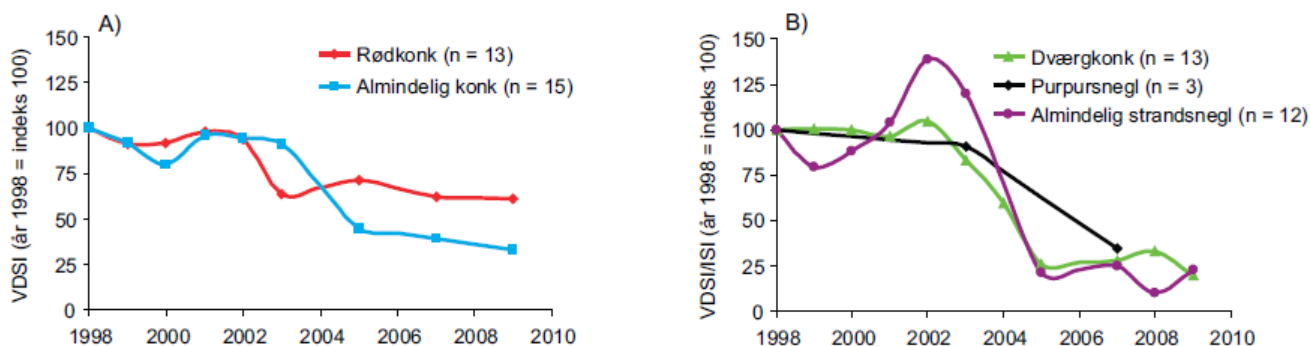 A)
VDSI (år 1998 = indeks 100)
150
125
100
75
50
25
0
1998 2000 2002 2004 2006 2008 2010
Rødkonk (n = 13)
Almindelig konk (n = 15)
B)
VDSI/ISI (år 1998 = indeks 100)
150
125
100
75
50
25
0
1998 2000 2002 2004 2006 2008 2010
Dværgkonk (n = 13)
Purpursnegl (n = 3)
Almindelig strandsnegl (n = 12)